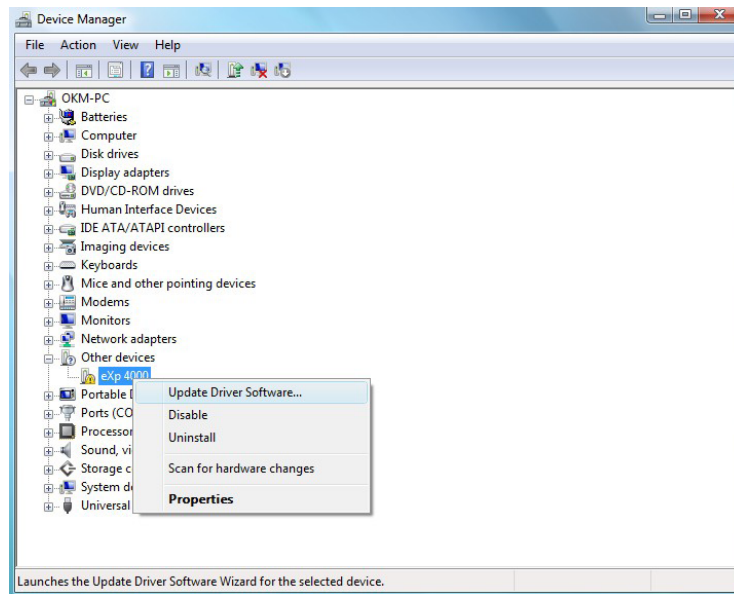 Device Manager
File Action View Help
OKM-PC
Batteries
Computer
Disk drives
Display adapters
DVD/CD-ROM drives
Human Interface Devices
IDE ATA/ATAPI controllers
Imaging devices
Keyboards
Mice and other pointing devices
Modems
Monitors
Network adapters
Other devices
eXp 4000
Portable
Update Driver Software...
Ports (CO
Disable
Processor
Uninstall
Sound, vi
Storage c
Scan for hardware changes
System de
Universal
Properties
Launches the Update Driver Software Wizard for the selected device.